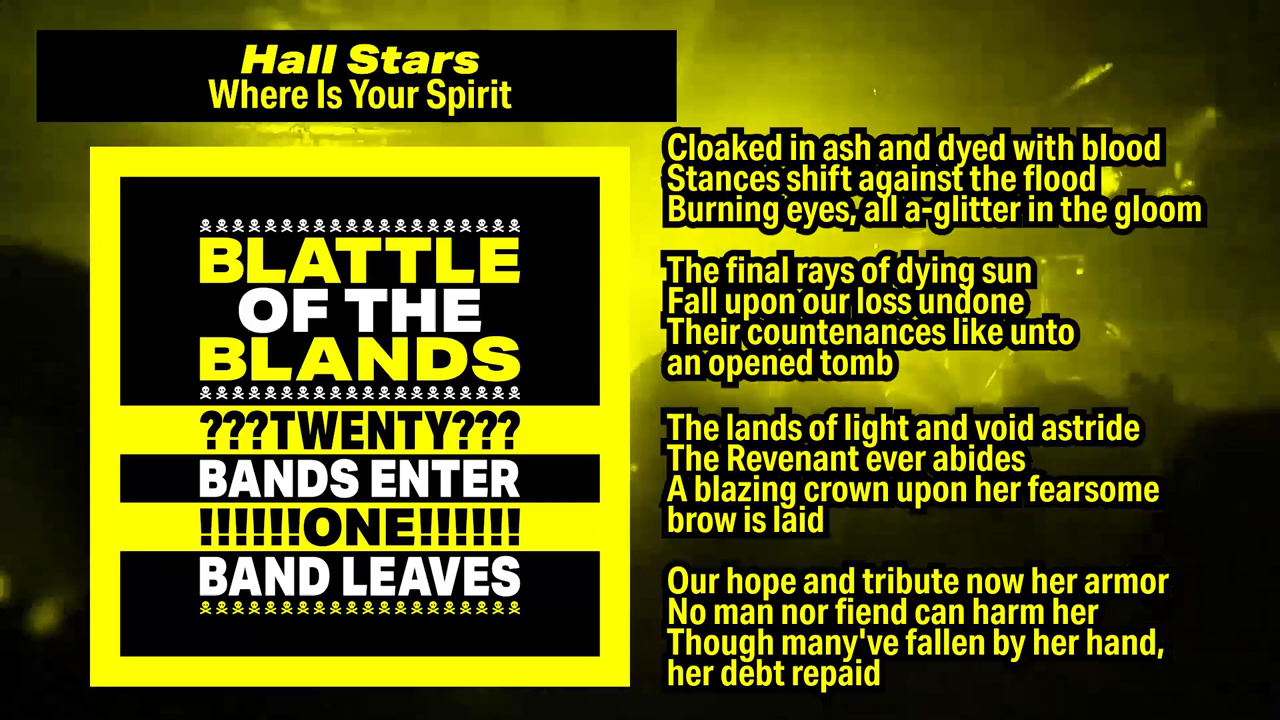 Hall Stars
Where Is Your Spirit
BLATTLE
OF THE
BLANDS
???TWENTY???
BANDS ENTER
!!!!!!ONE!!!!!!
BAND LEAVES
Cloaked in ash and dyed with blood
Stances shift against the flood
Burning eyes, all a-glitter in the gloom
The final rays of dying sun
Fall upon our loss undone
Their countenances like unto
an opened tomb
The lands of light and void astride
The Revenant ever abides
A blazing crown upon her fearsome
brow is laid
Our hope and tribute now her armor
No man nor fiend can harm her
Though many've fallen by her hand,
her debt repaid